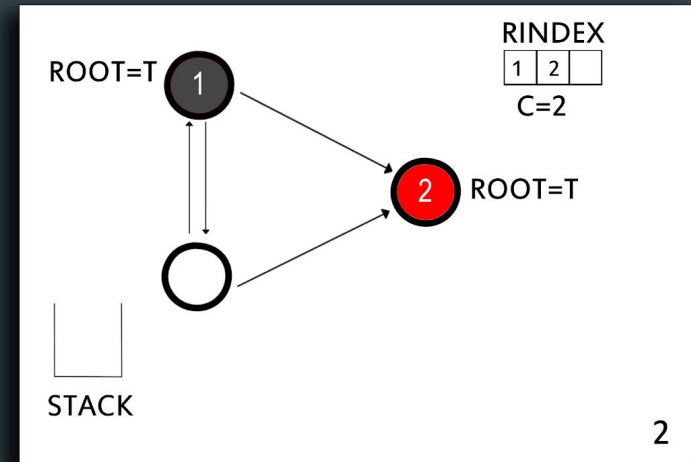 RINDEX
1 2
C=2
ROOT=T
1
2
ROOT=T
STACK
2